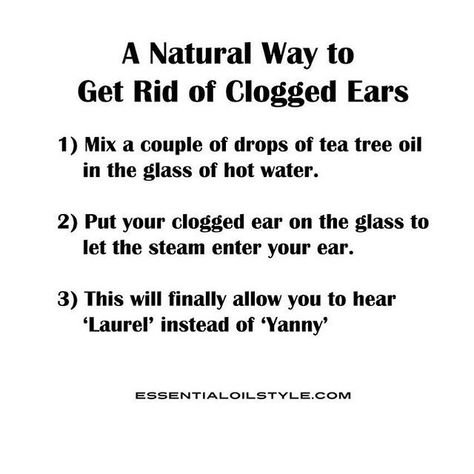 A Natural Way to
Get Rid of Clogged Ears
1) Mix a couple of drops of tea tree oil
in the glass of hot water.
2) Put your clogged ear on the glass to
let the steam enter your ear.
3) This will finally allow you to hear
‘Laurel’ instead of ‘Yanny’
ESSENTIALOILSTYLE.COM